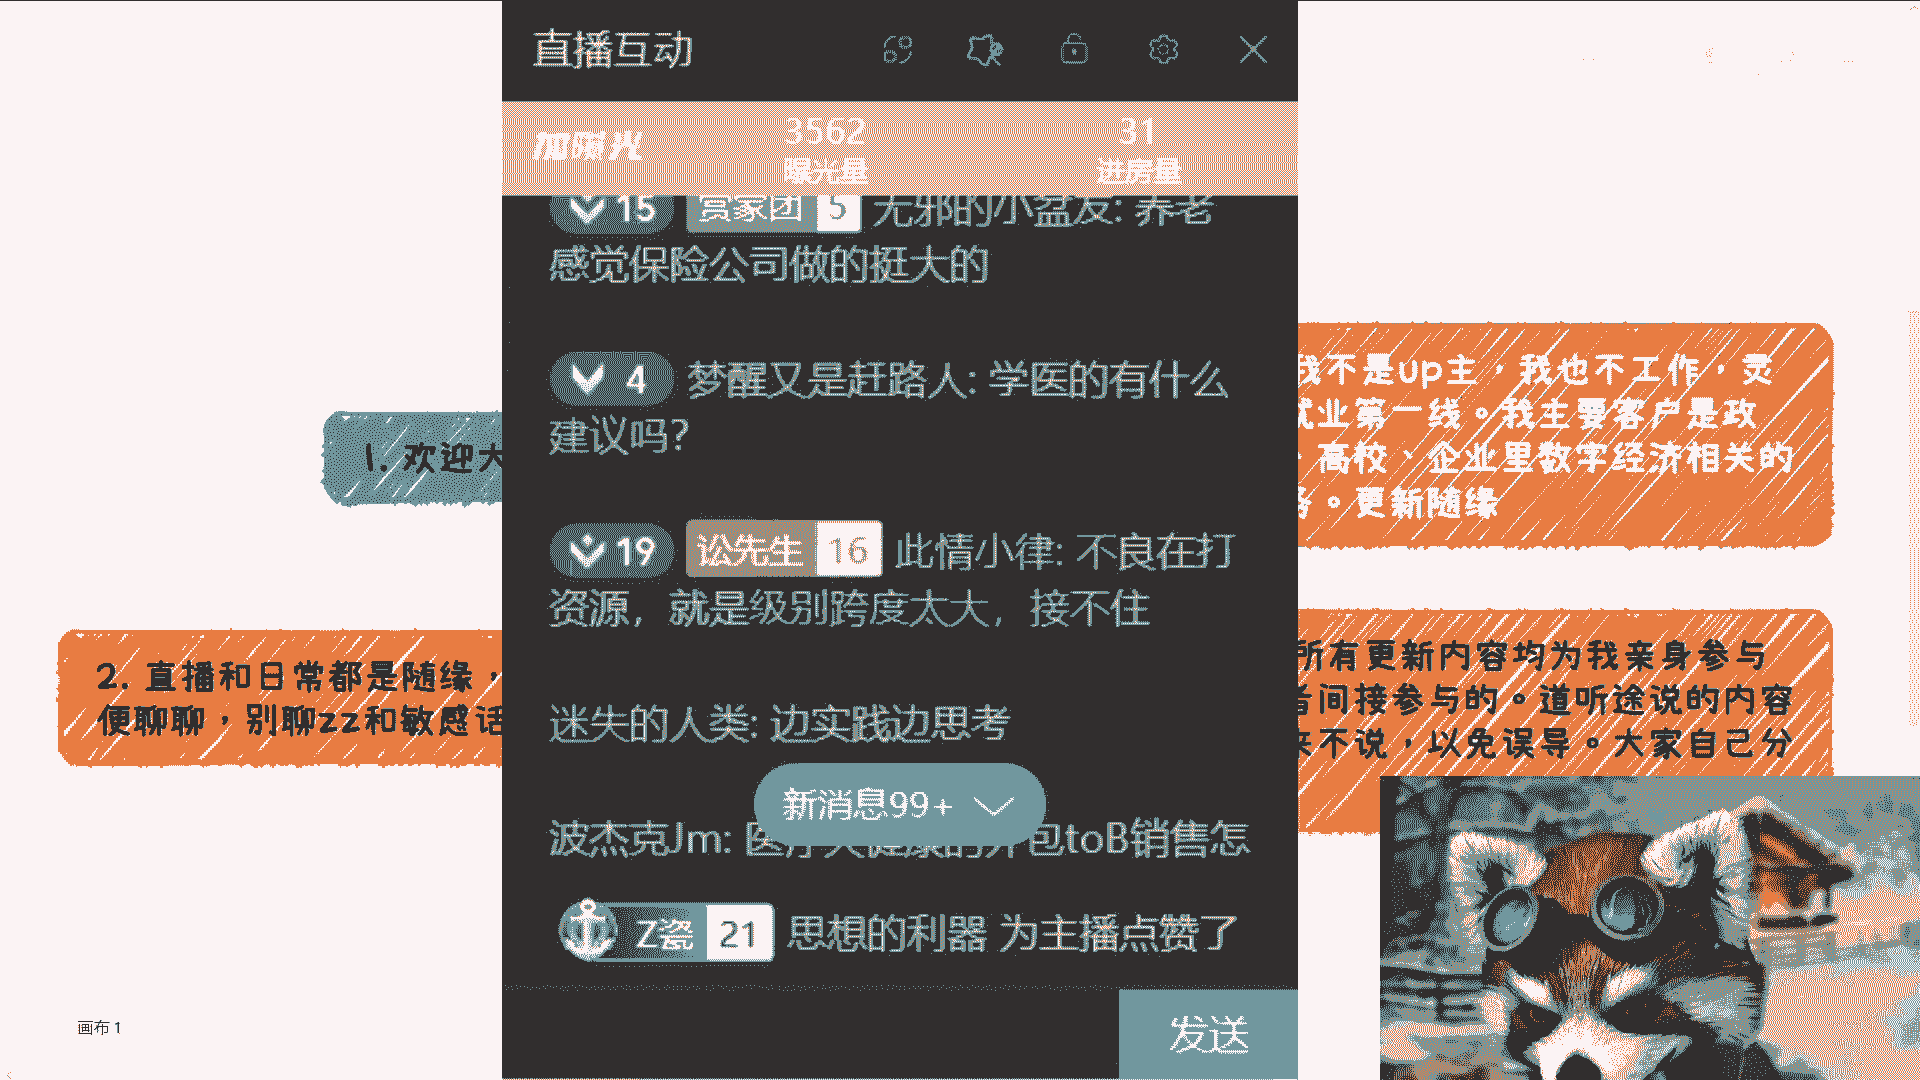 直播互动
加随机
3562
曝光量
31
进房量
15 5 无邪的小盆友: 养老
感觉保险公司做的挺大的
4 梦醒又是赶路人: 学医的有什么
建议吗?
19 讼先生 16 此情小律: 不良在打
资源，就是级别跨度太大，接不住
迷失的人类: 边实践边思考
新消息99+
波杰克Jm: 包toB销售怎
Z瓷 21 思想的利器 为主播点赞了
发送
1. 欢迎大
2. 直播和日常都是随缘，
便聊聊，别聊zz和敏感话
我不是up主，我也不工作，灵
就业第一线。我主要客户是政
、高校、企业里数字经济相关的
。更新随缘
所有更新内容均为我亲身参与
者间接参与的。道听途说的内容
来不说，以免误导。大家自己分
画布 1